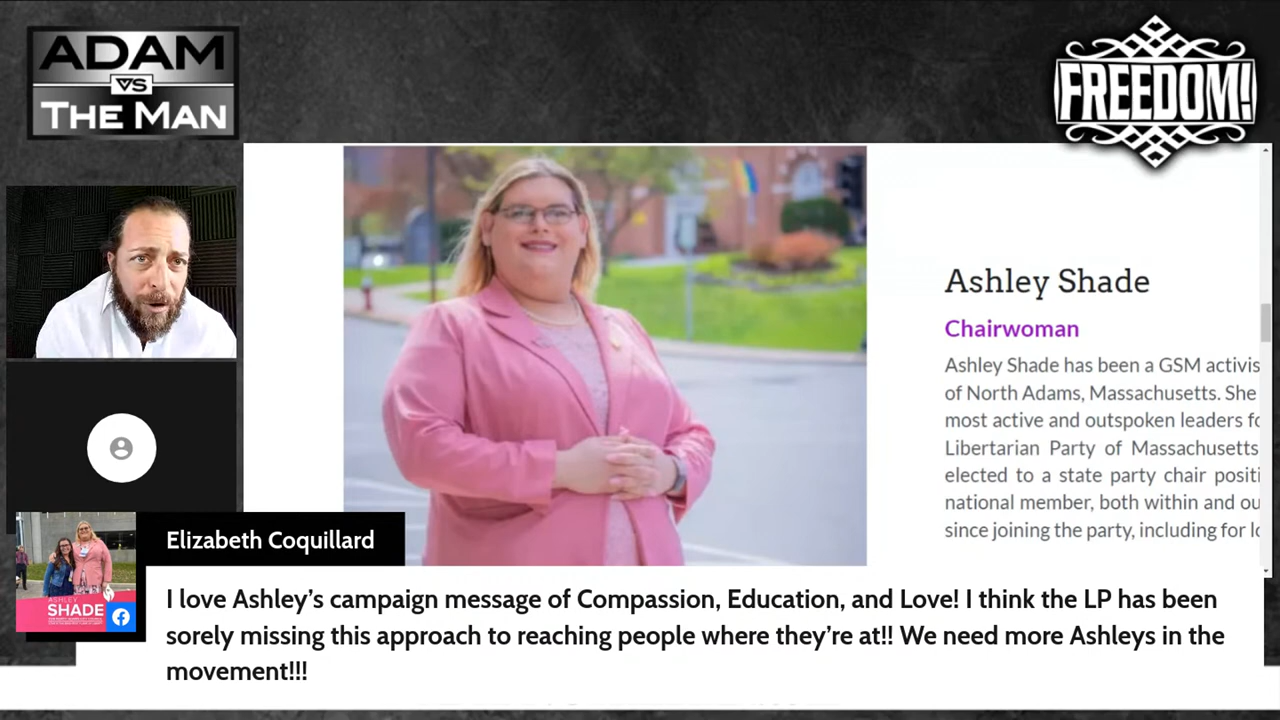 ADAM
VS
THE MAN
FREEDOM!
Ashley Shade
Chairwoman
Ashley Shade has been a GSM activis
of North Adams, Massachusetts. She
most active and outspoken leaders fo
Libertarian Party of Massachusetts
elected to a state party chair positi
national member, both within and ou
since joining the party, including for lo
Elizabeth Coquillard
ASHLEY
SHADE
I love Ashley's campaign message of Compassion, Education, and Love! I think the LP has been
sorely missing this approach to reaching people where they're at!! We need more Ashleys in the
movement!!!